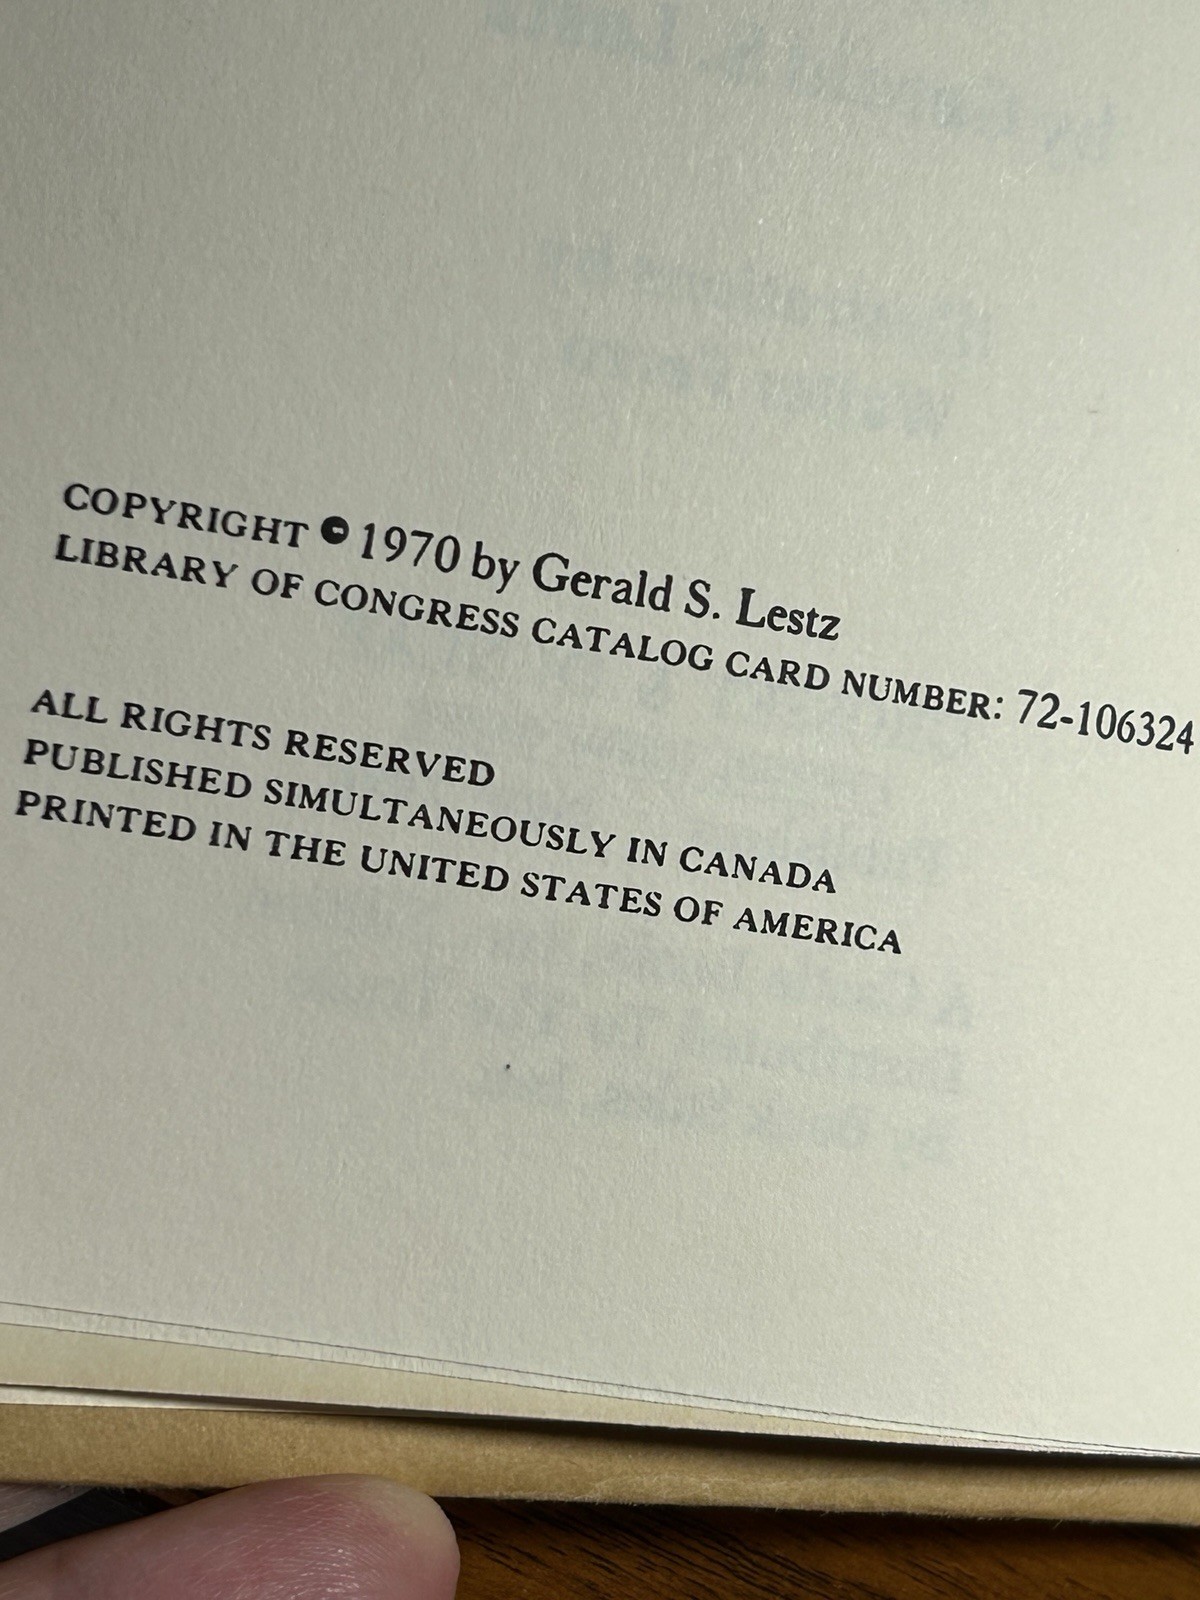 COPYRIGHT © 1970 by Gerald S. Lestz
LIBRARY OF CONGRESS CATALOG CARD NUMBER: 72-106324
ALL RIGHTS RESERVED
PUBLISHED SIMULTANEOUSLY IN CANADA
PRINTED IN THE UNITED STATES OF AMERICA